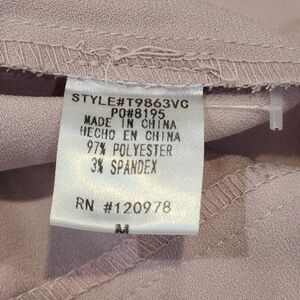 STYLE#T9863VC
PO#8195
MADE IN CHINA
HECHO EN CHINA
97% POLYESTER
3% SPANDEX
RN #120978
M